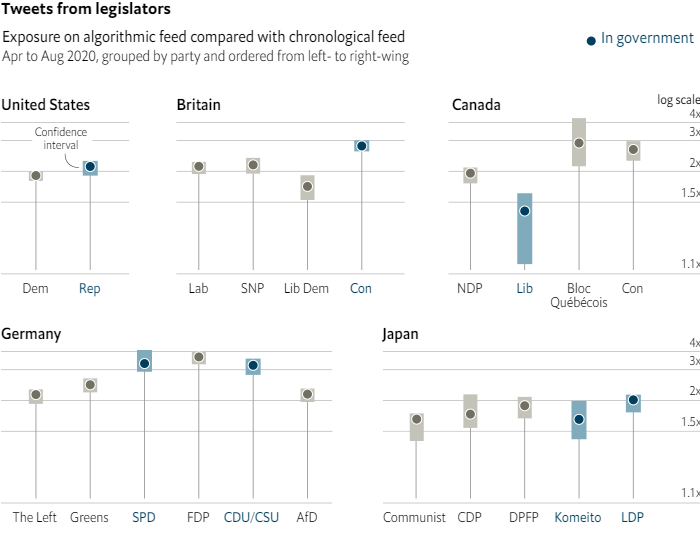 Tweets from legislators
Exposure on algorithmic feed compared with chronological feed
Apr to Aug 2020, grouped by party and ordered from left- to right-wing
In government
United States
Britain
Canada
log scale
4x
3x
2x
1.5x
1.1x
Confidence
interval
Dem Rep
Lab SNP Lib Dem Con
NDP Lib Bloc Con
Québécois
Germany
Japan
4x
3x
2x
1.5x
1.1x
The Left Greens SPD FDP CDU/CSU AfD
Communist CDP DPFP Komeito LDP